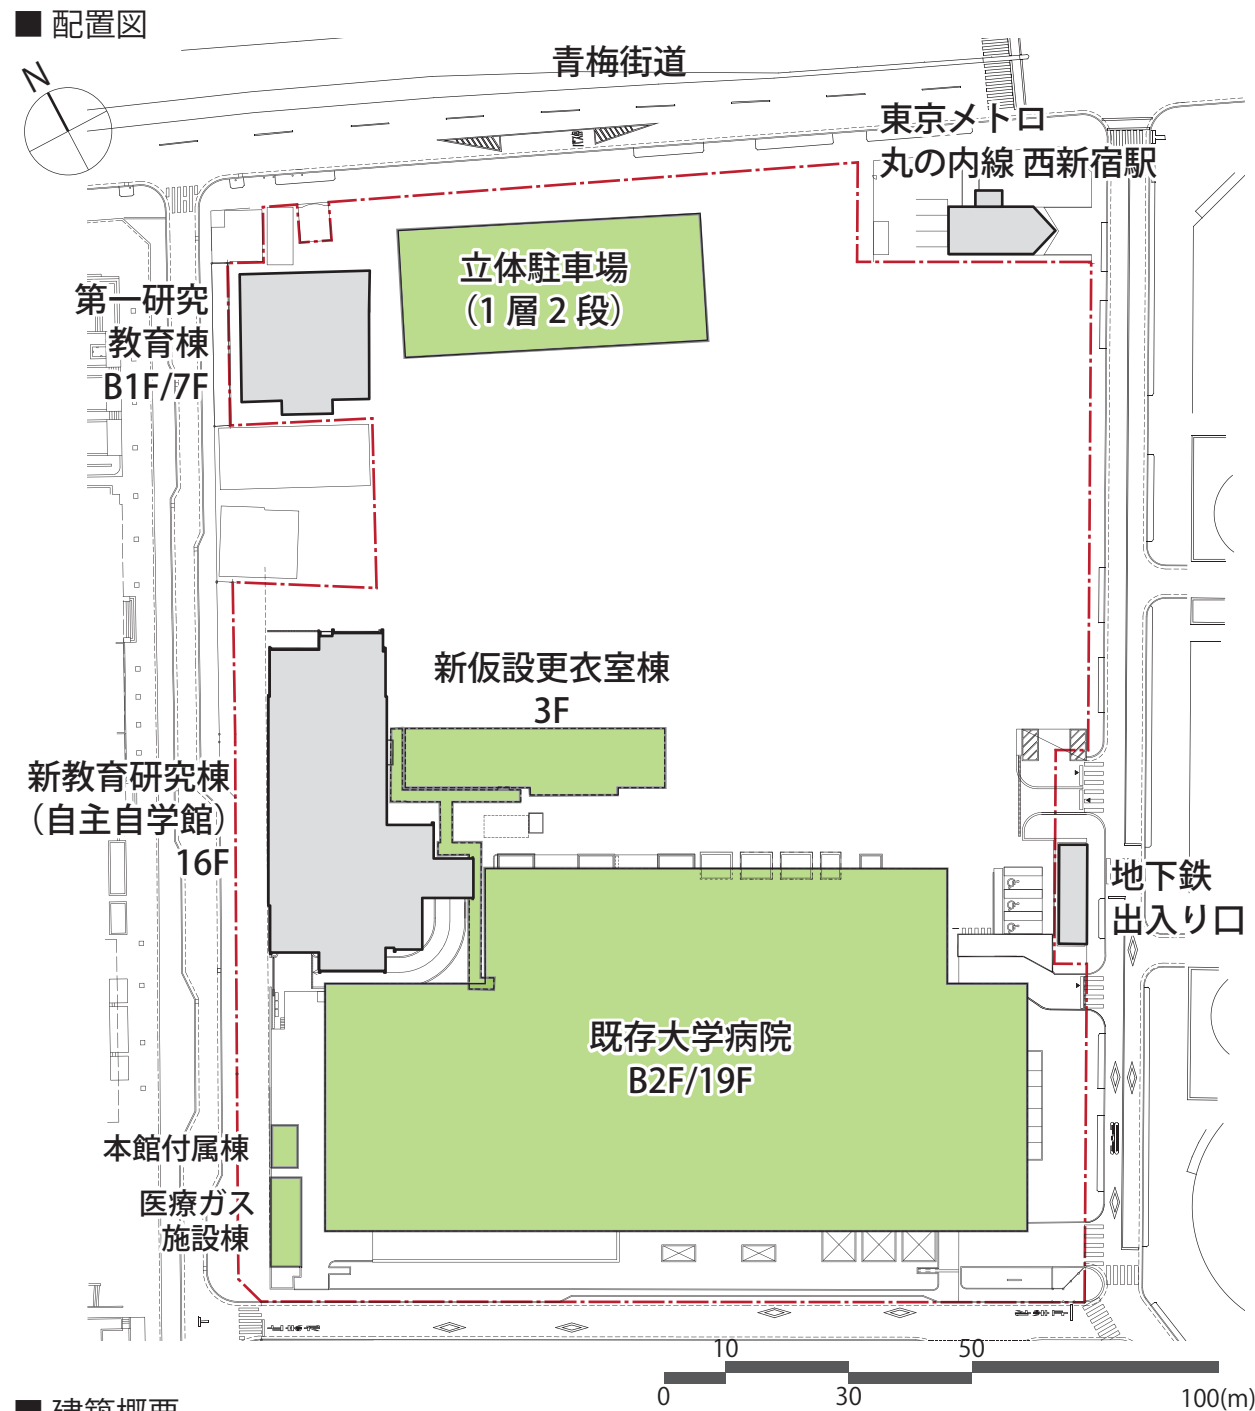 ■ 配置図
N
青梅街道
東京メトロ
丸の内線 西新宿駅
立体駐車場
（1 層 2 段）
第一研究
教育棟
B1F/7F
新仮設更衣室棟
3F
新教育研究棟
（自主自学館）
16F
地下鉄
出入り口
既存大学病院
B2F/19F
本館付属棟
医療ガス
施設棟
10
50
0
30
100(m)
■ 建築概要